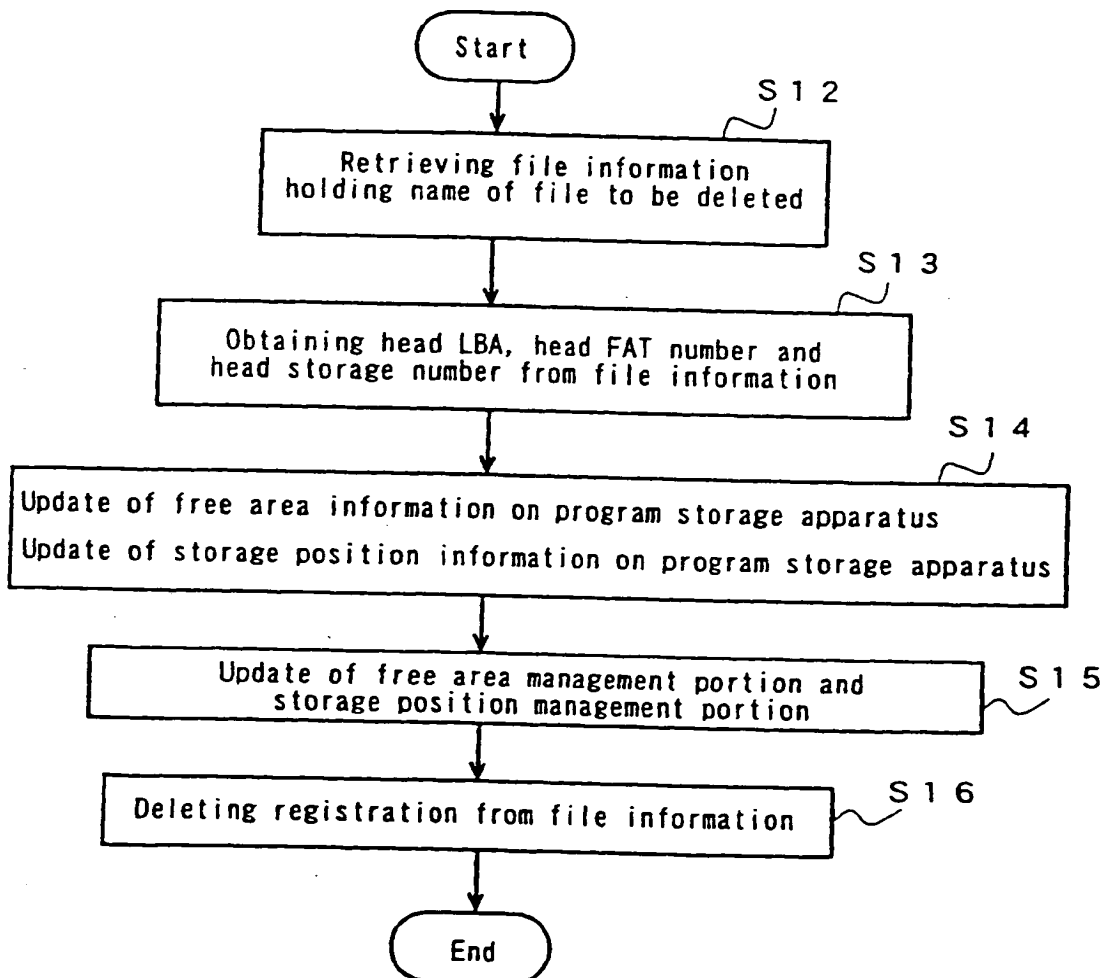 Start
S12
Retrieving file information
holding name of file to be deleted
S13
Obtaining head LBA, head FAT number and
head storage number from file information
S14
Update of free area information on program storage apparatus
Update of storage position information on program storage apparatus
S15
Update of free area management portion and
storage position management portion
S16
Deleting registration from file information
End